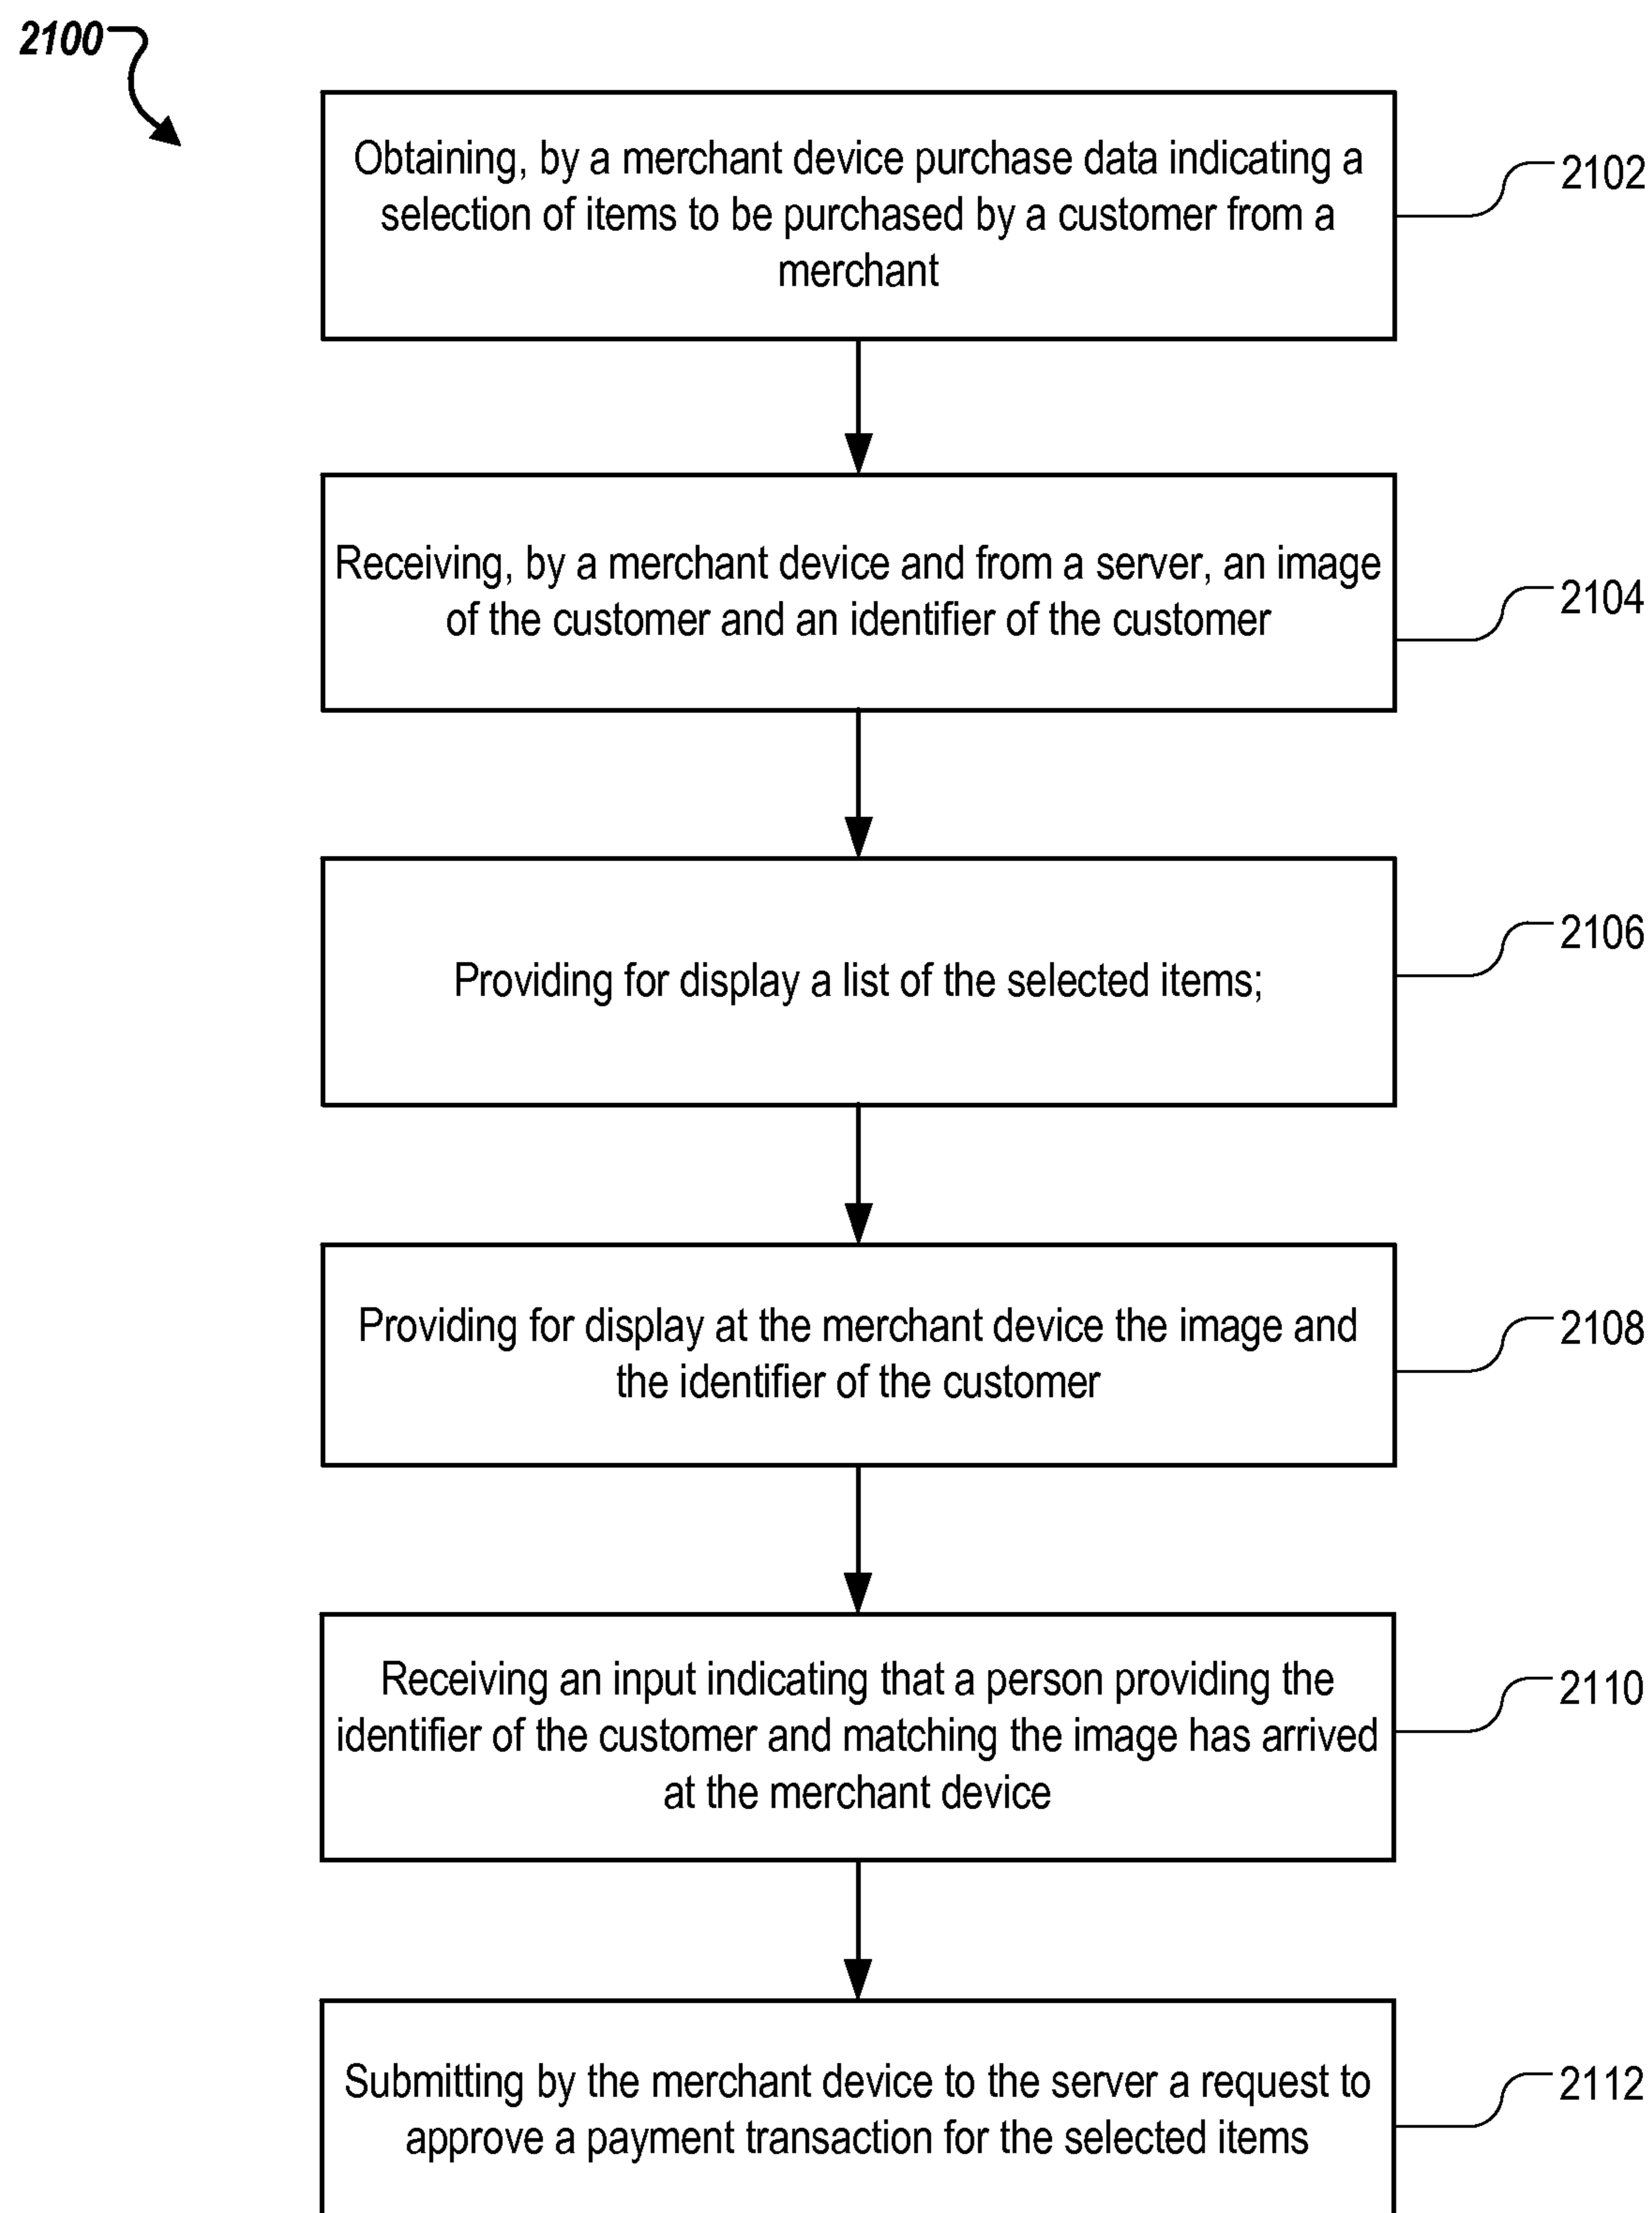 2100
Obtaining, by a merchant device purchase data indicating a
selection of items to be purchased by a customer from a
merchant
2102
Receiving, by a merchant device and from a server, an image
of the customer and an identifier of the customer
2104
Providing for display a list of the selected items;
2106
Providing for display at the merchant device the image and
the identifier of the customer
2108
Receiving an input indicating that a person providing the
identifier of the customer and matching the image has arrived
at the merchant device
2110
Submitting by the merchant device to the server a request to
approve a payment transaction for the selected items
2112